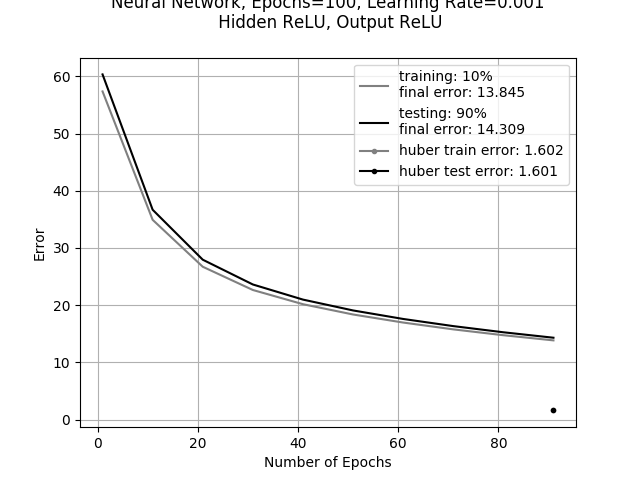 Neural Network, Epochs=100, Learning Rate=0.001
Hidden ReLU, Output ReLU
training: 10%
final error: 13.845
testing: 90%
final error: 14.309
huber train error: 1.602
huber test error: 1.601
Error
60
50
40
30
20
10
0
0 20 40 60 80
Number of Epochs